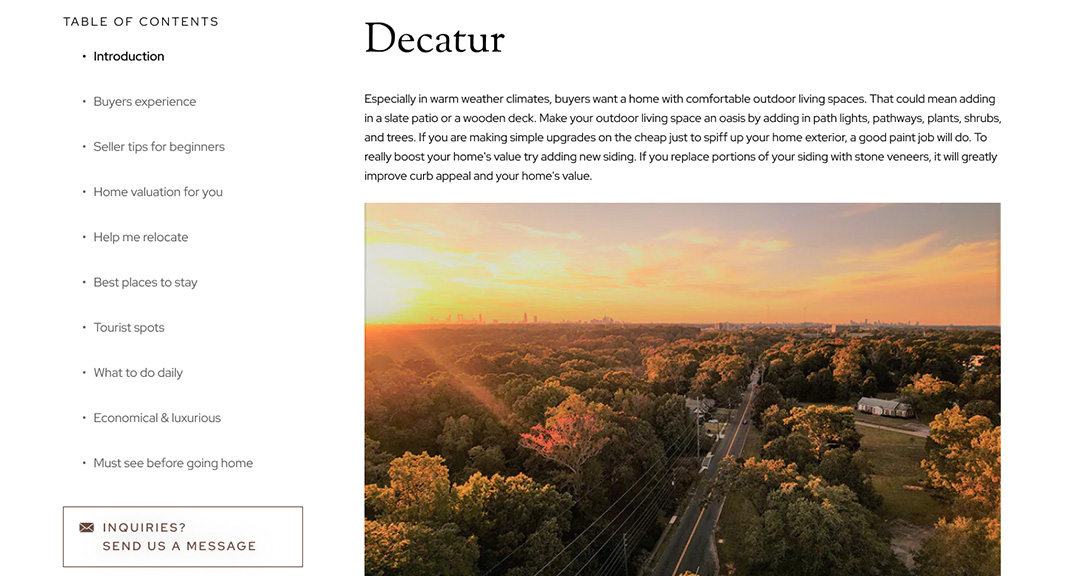 TABLE OF CONTENTS
• Introduction
• Buyers experience
• Seller tips for beginners
• Home valuation for you
• Help me relocate
• Best places to stay
• Tourist spots
• What to do daily
• Economical & luxurious
• Must see before going home
INQUIRIES?
SEND US A MESSAGE
Decatur
Especially in warm weather climates, buyers want a home with comfortable outdoor living spaces. That could mean adding
in a slate patio or a wooden deck. Make your outdoor living space an oasis by adding in path lights, pathways, plants, shrubs,
and trees. If you are making simple upgrades on the cheap just to spiff up your home exterior, a good paint job will do. To
really boost your home's value try adding new siding. If you replace portions of your siding with stone veneers, it will greatly
improve curb appeal and your home's value.